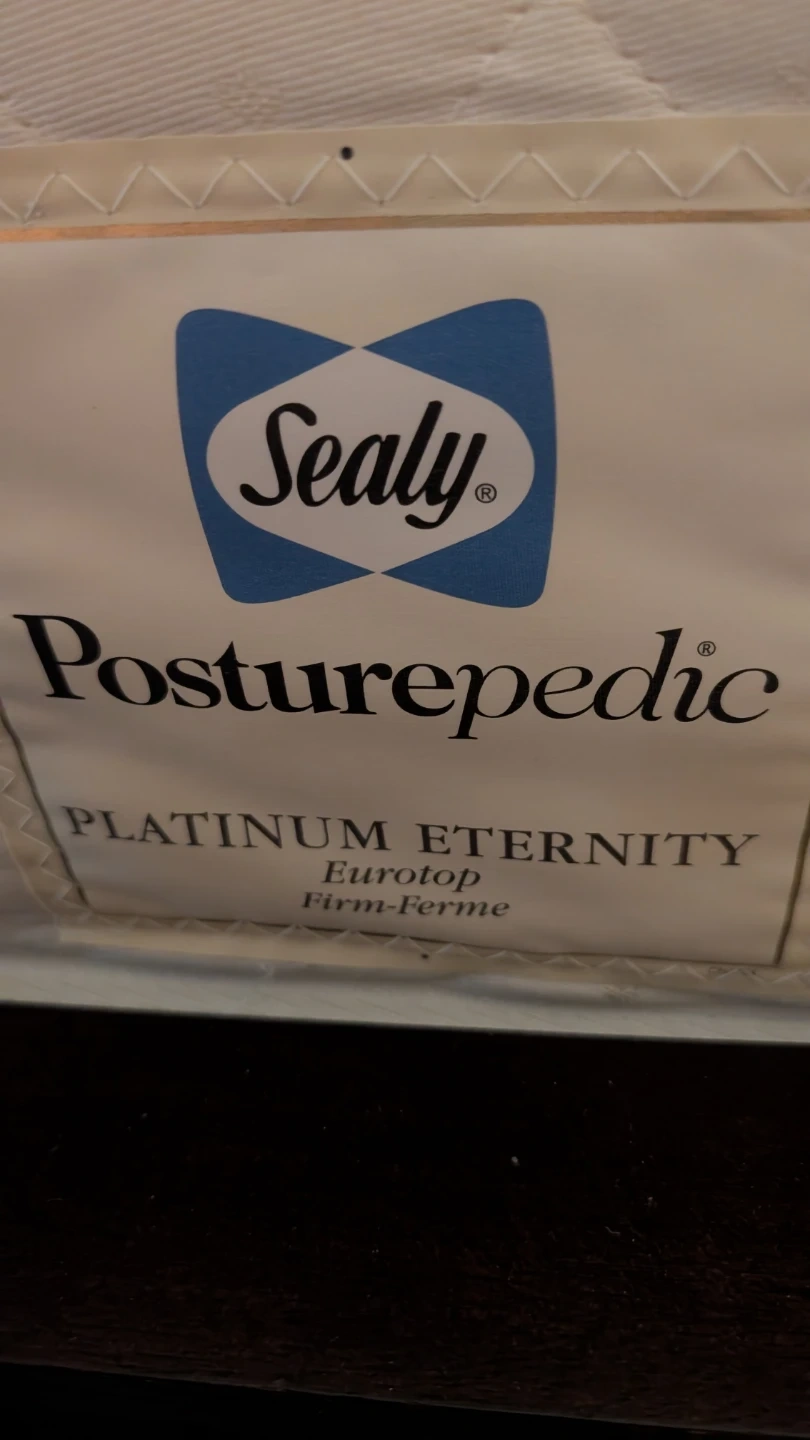 Sealy®
Posturepedic®
PLATINUM ETERNITY
Eurotop
Firm-Ferme